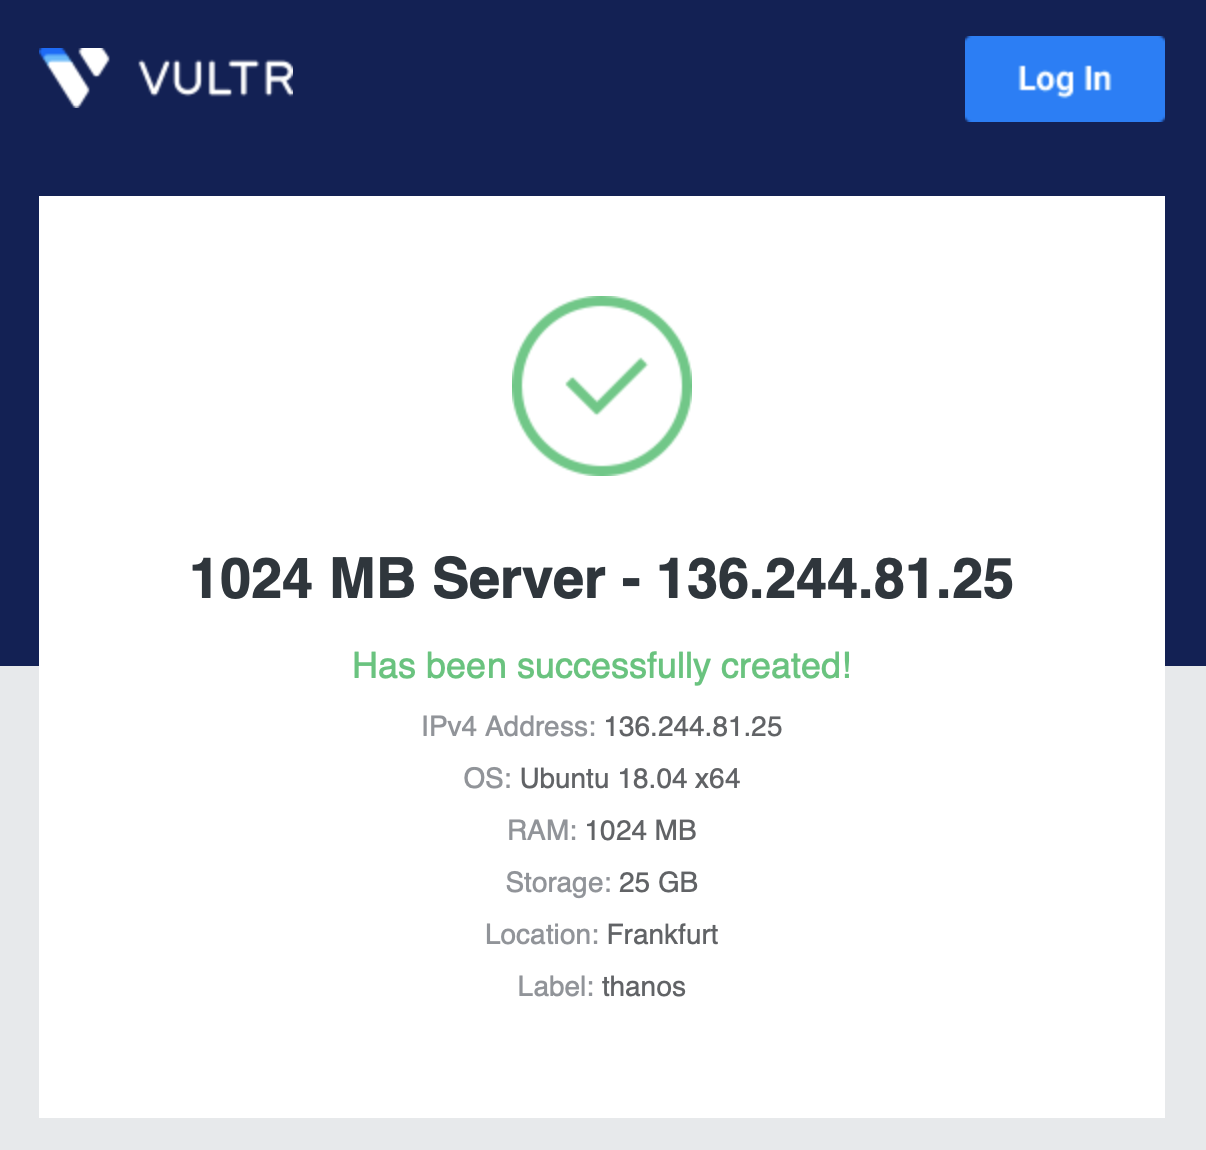 VULTR
Log In
1024 MB Server - 136.244.81.25
Has been successfully created!
IPv4 Address: 136.244.81.25
OS: Ubuntu 18.04 x64
RAM: 1024 MB
Storage: 25 GB
Location: Frankfurt
Label: thanos